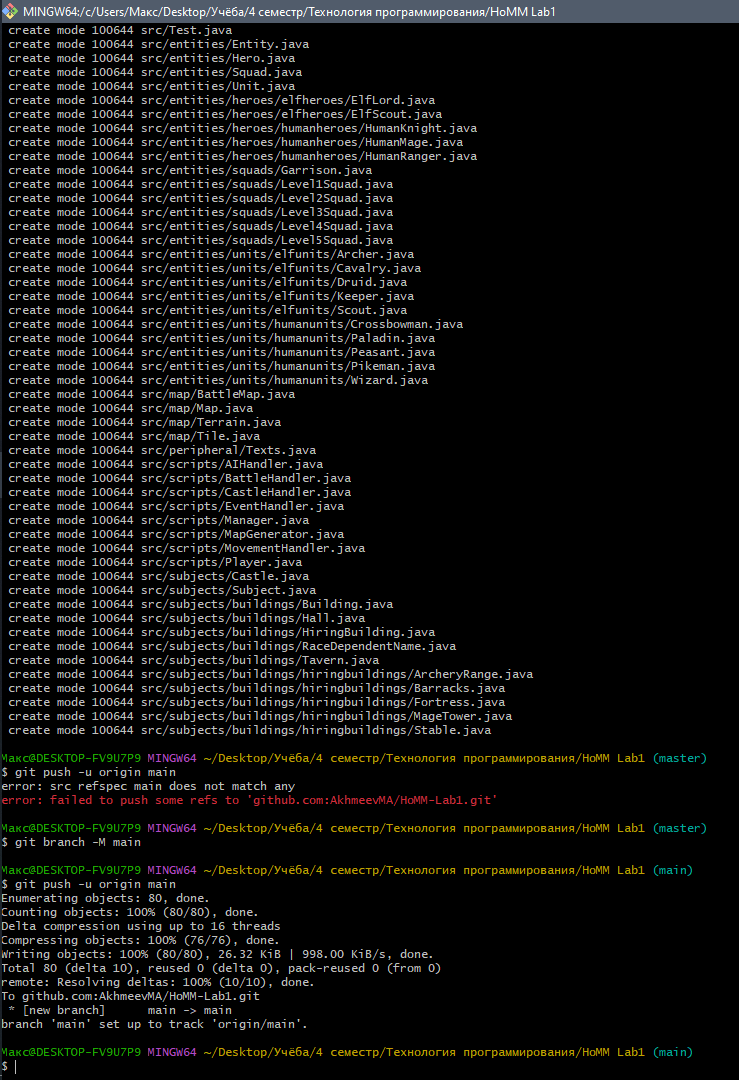 MINGW64:/c/Users/Макс/Desktop/Учёба/4 семестр/Технология программирования/HoMM Lab1
create mode 100644 src/Test.java
create mode 100644 src/entities/Entity.java
create mode 100644 src/entities/Hero.java
create mode 100644 src/entities/Squad.java
create mode 100644 src/entities/Unit.java
create mode 100644 src/entities/heroes/elfheroes/ElfLord.java
create mode 100644 src/entities/heroes/elfheroes/ElfScout.java
create mode 100644 src/entities/heroes/humanheroes/HumanKnight.java
create mode 100644 src/entities/heroes/humanheroes/HumanMage.java
create mode 100644 src/entities/heroes/humanheroes/HumanRanger.java
create mode 100644 src/entities/squads/Garrison.java
create mode 100644 src/entities/squads/Level1Squad.java
create mode 100644 src/entities/squads/Level2Squad.java
create mode 100644 src/entities/squads/Level3Squad.java
create mode 100644 src/entities/squads/Level4Squad.java
create mode 100644 src/entities/squads/Level5Squad.java
create mode 100644 src/entities/units/elfunits/Archer.java
create mode 100644 src/entities/units/elfunits/Cavalry.java
create mode 100644 src/entities/units/elfunits/Druid.java
create mode 100644 src/entities/units/elfunits/Keeper.java
create mode 100644 src/entities/units/elfunits/Scout.java
create mode 100644 src/entities/units/humanunits/Crossbowman.java
create mode 100644 src/entities/units/humanunits/Paladin.java
create mode 100644 src/entities/units/humanunits/Peasant.java
create mode 100644 src/entities/units/humanunits/Pikeman.java
create mode 100644 src/entities/units/humanunits/Wizard.java
create mode 100644 src/map/BattleMap.java
create mode 100644 src/map/Map.java
create mode 100644 src/map/Terrain.java
create mode 100644 src/map/Tile.java
create mode 100644 src/peripheral/Texts.java
create mode 100644 src/scripts/AIHandler.java
create mode 100644 src/scripts/BattleHandler.java
create mode 100644 src/scripts/CastleHandler.java
create mode 100644 src/scripts/EventHandler.java
create mode 100644 src/scripts/Manager.java
create mode 100644 src/scripts/MapGenerator.java
create mode 100644 src/scripts/MovementHandler.java
create mode 100644 src/scripts/Player.java
create mode 100644 src/subjects/Castle.java
create mode 100644 src/subjects/Subject.java
create mode 100644 src/subjects/buildings/Building.java
create mode 100644 src/subjects/buildings/Hall.java
create mode 100644 src/subjects/buildings/HiringBuilding.java
create mode 100644 src/subjects/buildings/RaceDependentName.java
create mode 100644 src/subjects/buildings/Tavern.java
create mode 100644 src/subjects/buildings/hiringbuildings/ArcheryRange.java
create mode 100644 src/subjects/buildings/hiringbuildings/Barracks.java
create mode 100644 src/subjects/buildings/hiringbuildings/Fortress.java
create mode 100644 src/subjects/buildings/hiringbuildings/MageTower.java
create mode 100644 src/subjects/buildings/hiringbuildings/Stable.java
Макс@DESKTOP-FV9U7P9 MINGW64 ~/Desktop/Учёба/4 семестр/Технология программирования/HoMM Lab1 (master)
$ git push -u origin main
error: src refspec main does not match any
error: failed to push some refs to 'github.com:AkhmeevMA/HoMM-Lab1.git'
Макс@DESKTOP-FV9U7P9 MINGW64 ~/Desktop/Учёба/4 семестр/Технология программирования/HoMM Lab1 (master)
$ git branch -M main
Макс@DESKTOP-FV9U7P9 MINGW64 ~/Desktop/Учёба/4 семестр/Технология программирования/HoMM Lab1 (main)
$ git push -u origin main
Enumerating objects: 80, done.
Counting objects: 100% (80/80), done.
Delta compression using up to 16 threads
Compressing objects: 100% (76/76), done.
Writing objects: 100% (80/80), 26.32 KiB | 998.00 KiB/s, done.
Total 80 (delta 10), reused 0 (delta 0), pack-reused 0 (from 0)
remote: Resolving deltas: 100% (10/10), done.
To github.com:AkhmeevMA/HoMM-Lab1.git
* [new branch]      main -> main
branch 'main' set up to track 'origin/main'.
Макс@DESKTOP-FV9U7P9 MINGW64 ~/Desktop/Учёба/4 семестр/Технология программирования/HoMM Lab1 (main)
$